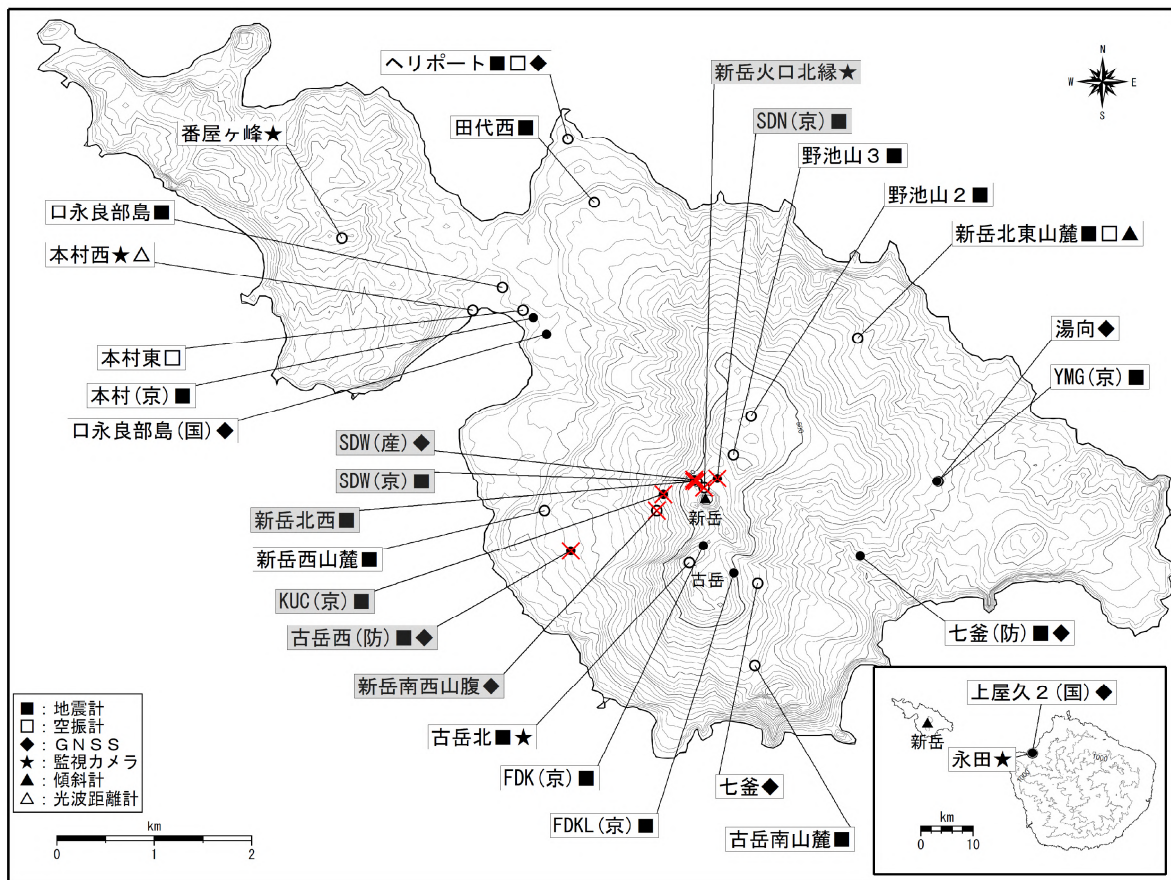 ヘリポート■□◆
新岳火口北縁★
N
W E
S
番屋ヶ峰★
田代西■
SDN(京)■
野池山3■
口永良部島■
野池山2■
本村西★△
新岳北東山麓■□▲
湯向◆
本村東□
YMG(京)■
本村(京)■
口永良部島(国)◆
SDW(産)◆
SDW(京)■
新岳北西■
新岳
新岳西山麓■
古岳
KUC(京)■
古岳西(防)■◆
七釜(防)■◆
新岳南西山腹◆
古岳北■★
FDK(京)■
七釜◆
FDKL(京)■
古岳南山麓■
600
■:地震計
□:空振計
◆:GNSS
★:監視カメラ
▲:傾斜計
△:光波距離計
km
0 1 2
上屋久2(国)◆
新岳
永田★
1000
1000
km
0 10